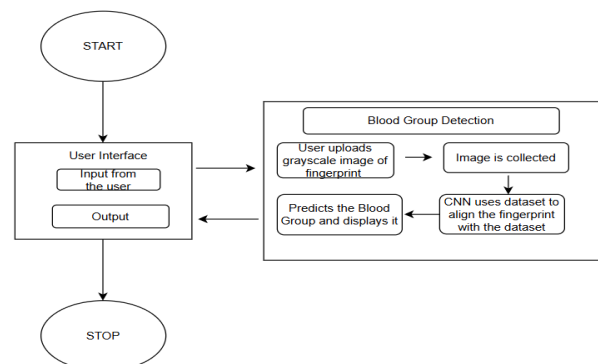 START
User Interface
Input from
the user
Output
STOP
Blood Group Detection
User uploads
grayscale image of
fingerprint
Image is collected
CNN uses dataset to
align the fingerprint
with the dataset
Predicts the Blood
Group and displays it